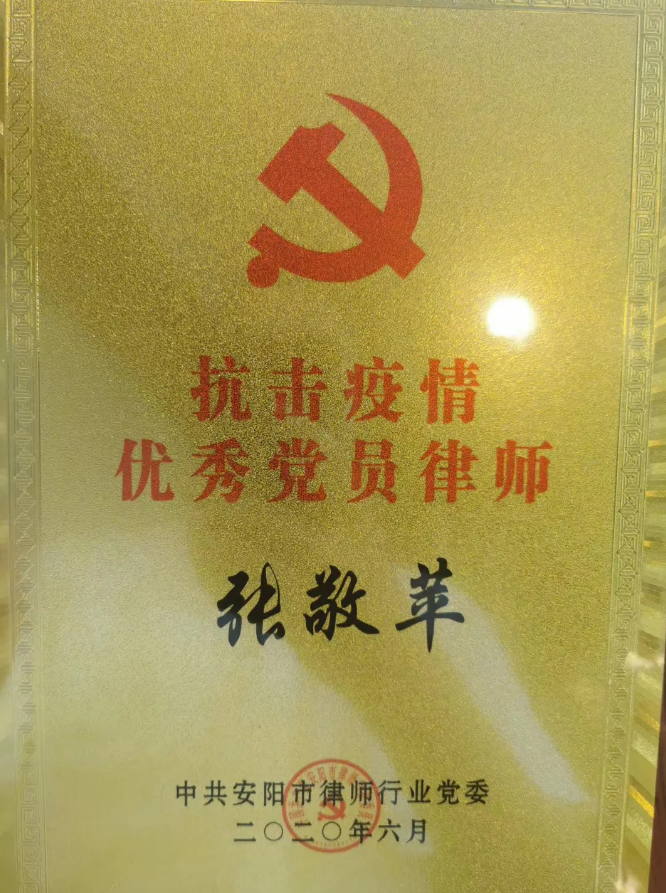 抗击疫情
优秀党员律师
张敬苹
中共安阳市律师行业党委
二〇二〇年六月